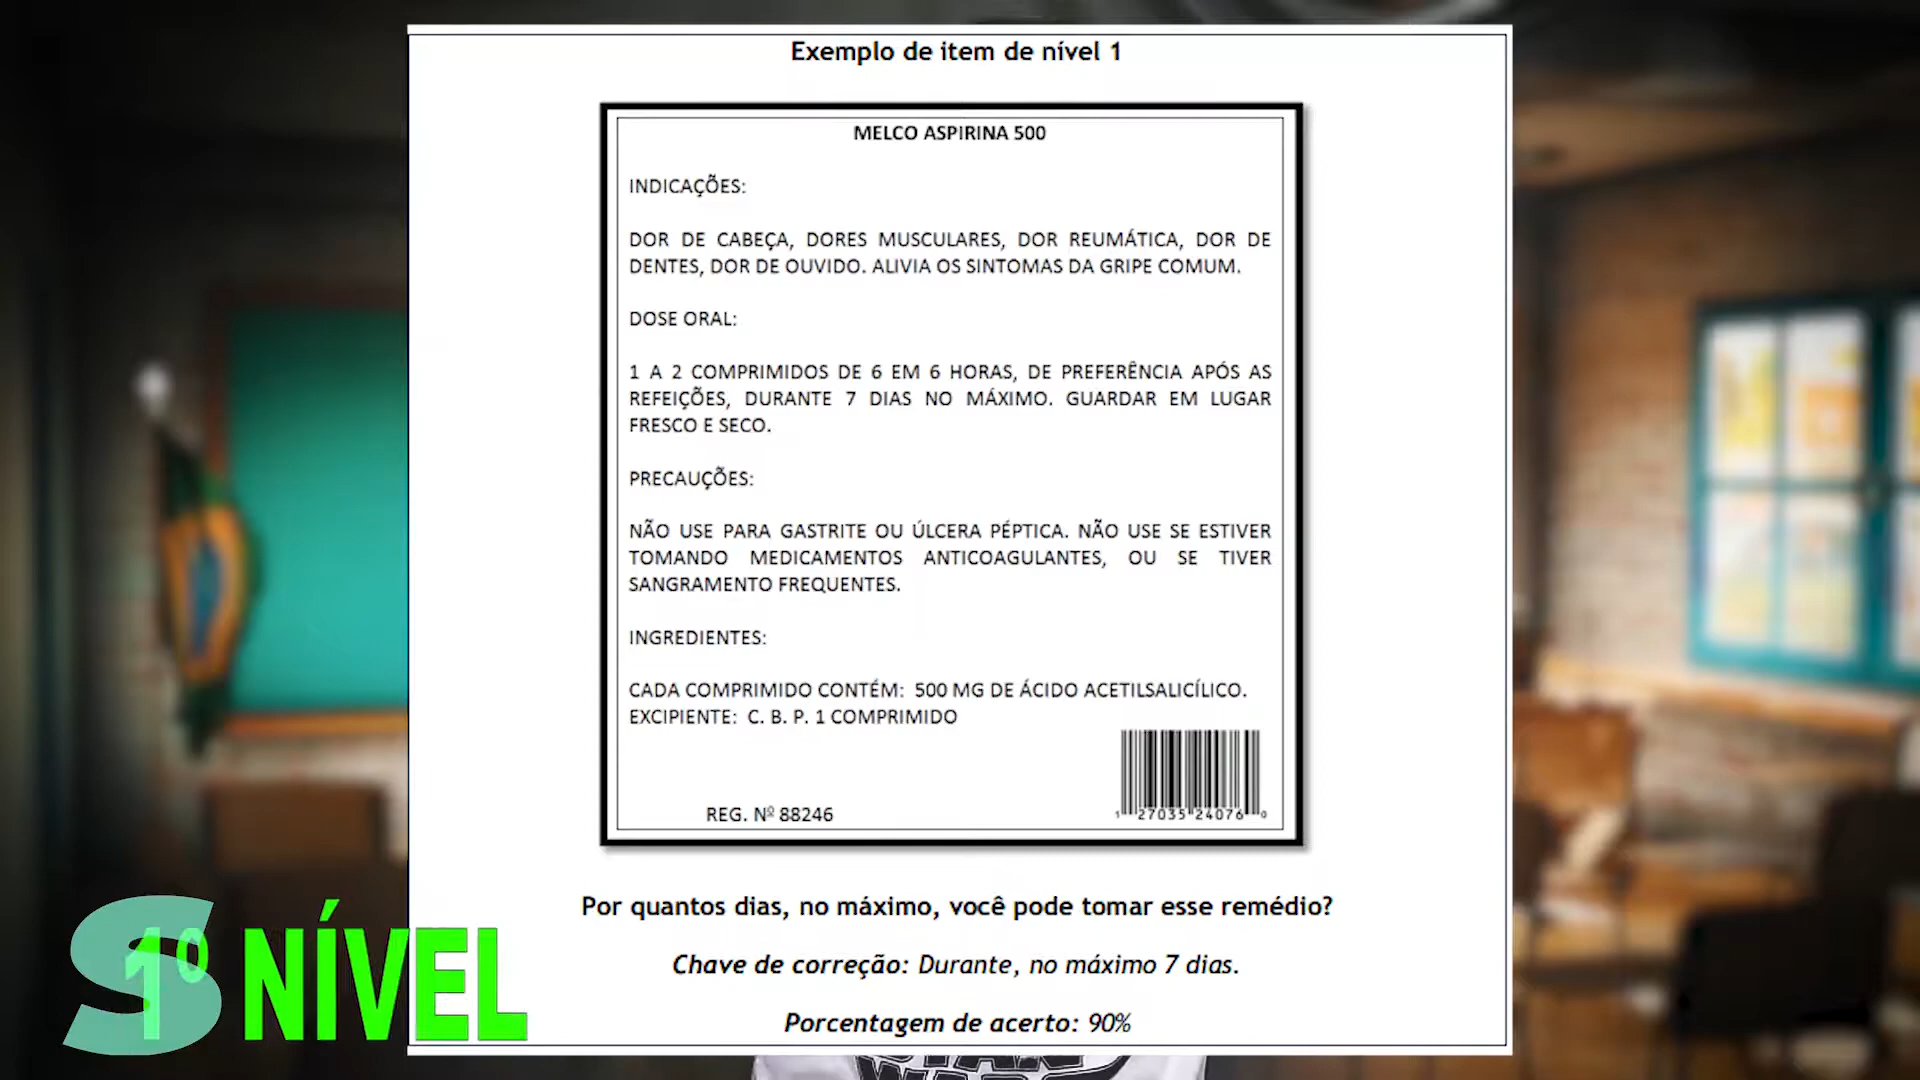 Exemplo de item de nível 1
MELCO ASPIRINA 500
INDICAÇÕES:
DOR DE CABEÇA, DORES MUSCULARES, DOR REUMÁTICA, DOR DE
DENTES, DOR DE OUVIDO. ALIVIA OS SINTOMAS DA GRIPE COMUM.
DOSE ORAL:
1 A 2 COMPRIMIDOS DE 6 EM 6 HORAS, DE PREFERÊNCIA APÓS AS
REFEIÇÕES, DURANTE 7 DIAS NO MÁXIMO. GUARDAR EM LUGAR
FRESCO E SECO.
PRECAUÇÕES:
NÃO USE PARA GASTRITE OU ÚLCERA PÉPTICA. NÃO USE SE ESTIVER
TOMANDO MEDICAMENTOS ANTICOAGULANTES, OU SE TIVER
SANGRAMENTO FREQUENTES.
INGREDIENTES:
CADA COMPRIMIDO CONTÉM: 500 MG DE ÁCIDO ACETILSALICÍLICO.
EXCIPIENTE: C. B. P. 1 COMPRIMIDO
REG. Nº 88246
1 27035 24076 0
Por quantos dias, no máximo, você pode tomar esse remédio?
Chave de correção: Durante, no máximo 7 dias.
Porcentagem de acerto: 90%
S
1º NÍVEL